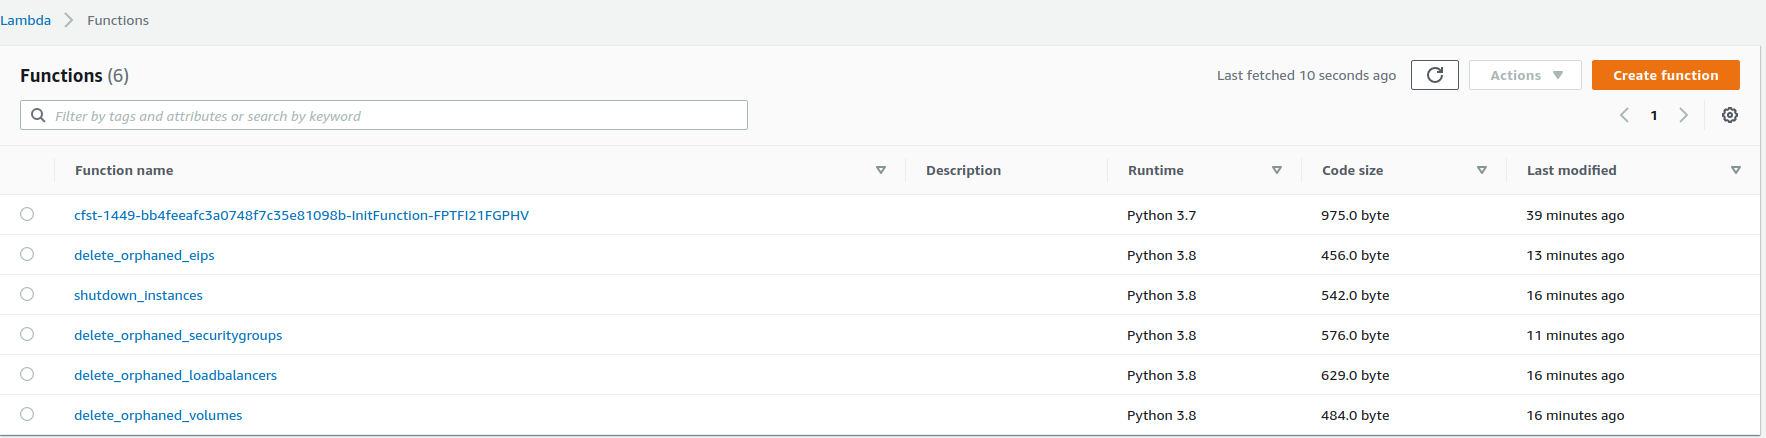 Lambda > Functions
Functions (6) Last fetched 10 seconds ago Actions Create function
Filter by tags and attributes or search by keyword 1
Function name Description Runtime Code size Last modified
cfst-1449-bb4feeafc3a0748f7c35e81098b-InitFunction-FPTFI21FGPHV Python 3.7 975.0 byte 39 minutes ago
delete_orphaned_eips Python 3.8 456.0 byte 13 minutes ago
shutdown_instances Python 3.8 542.0 byte 16 minutes ago
delete_orphaned_securitygroups Python 3.8 576.0 byte 11 minutes ago
delete_orphaned_loadbalancers Python 3.8 629.0 byte 16 minutes ago
delete_orphaned_volumes Python 3.8 484.0 byte 16 minutes ago